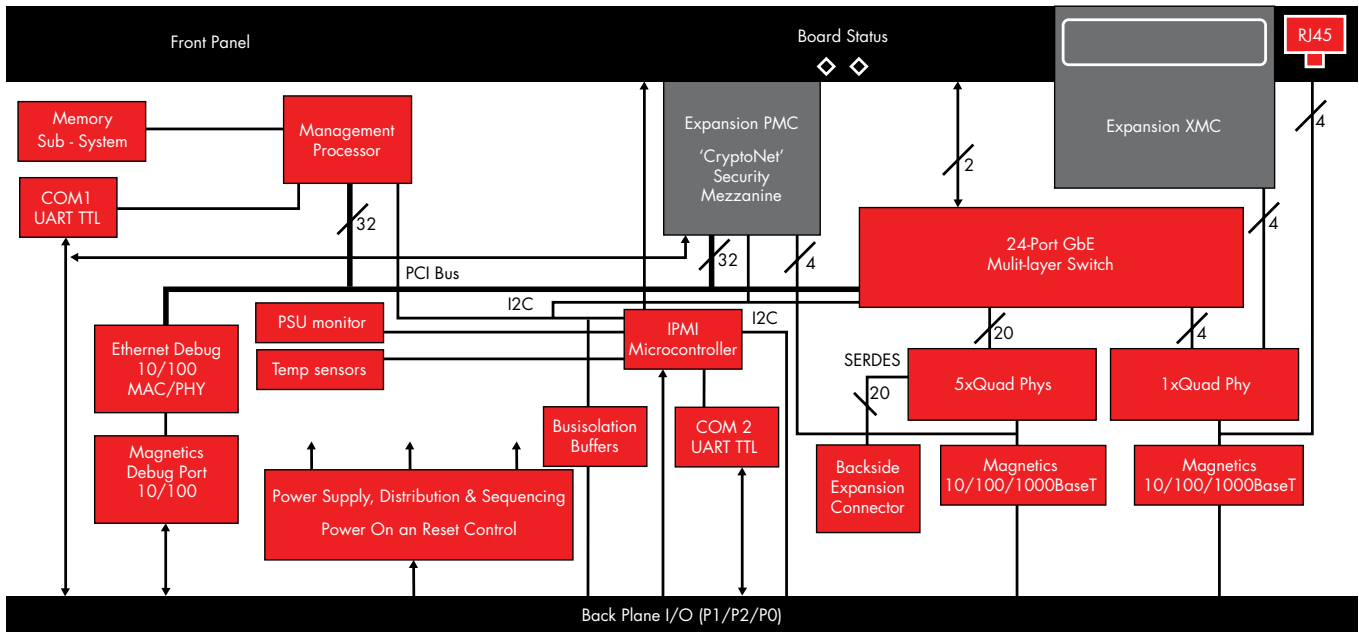 Front Panel
Board Status
RJ45
Memory
Sub - System
Management
Processor
Expansion PMC
'CryptoNet'
Security
Mezzanine
Expansion XMC
4
2
COM1
UART TTL
32
4
32
4
24-Port GbE
Mulit-layer Switch
PCI Bus
I2C
I2C
PSU monitor
IPMI
Microcontroller
20
4
Ethernet Debug
10/100
MAC/PHY
Temp sensors
SERDES
20
5xQuad Phys
1xQuad Phy
Busisolation
Buffers
COM 2
UART TTL
Magnetics
Debug Port
10/100
Backside
Expansion
Connector
Magnetics
10/100/1000BaseT
Magnetics
10/100/1000BaseT
Power Supply, Distribution & Sequencing
Power On an Reset Control
Back Plane I/O (P1/P2/P0)